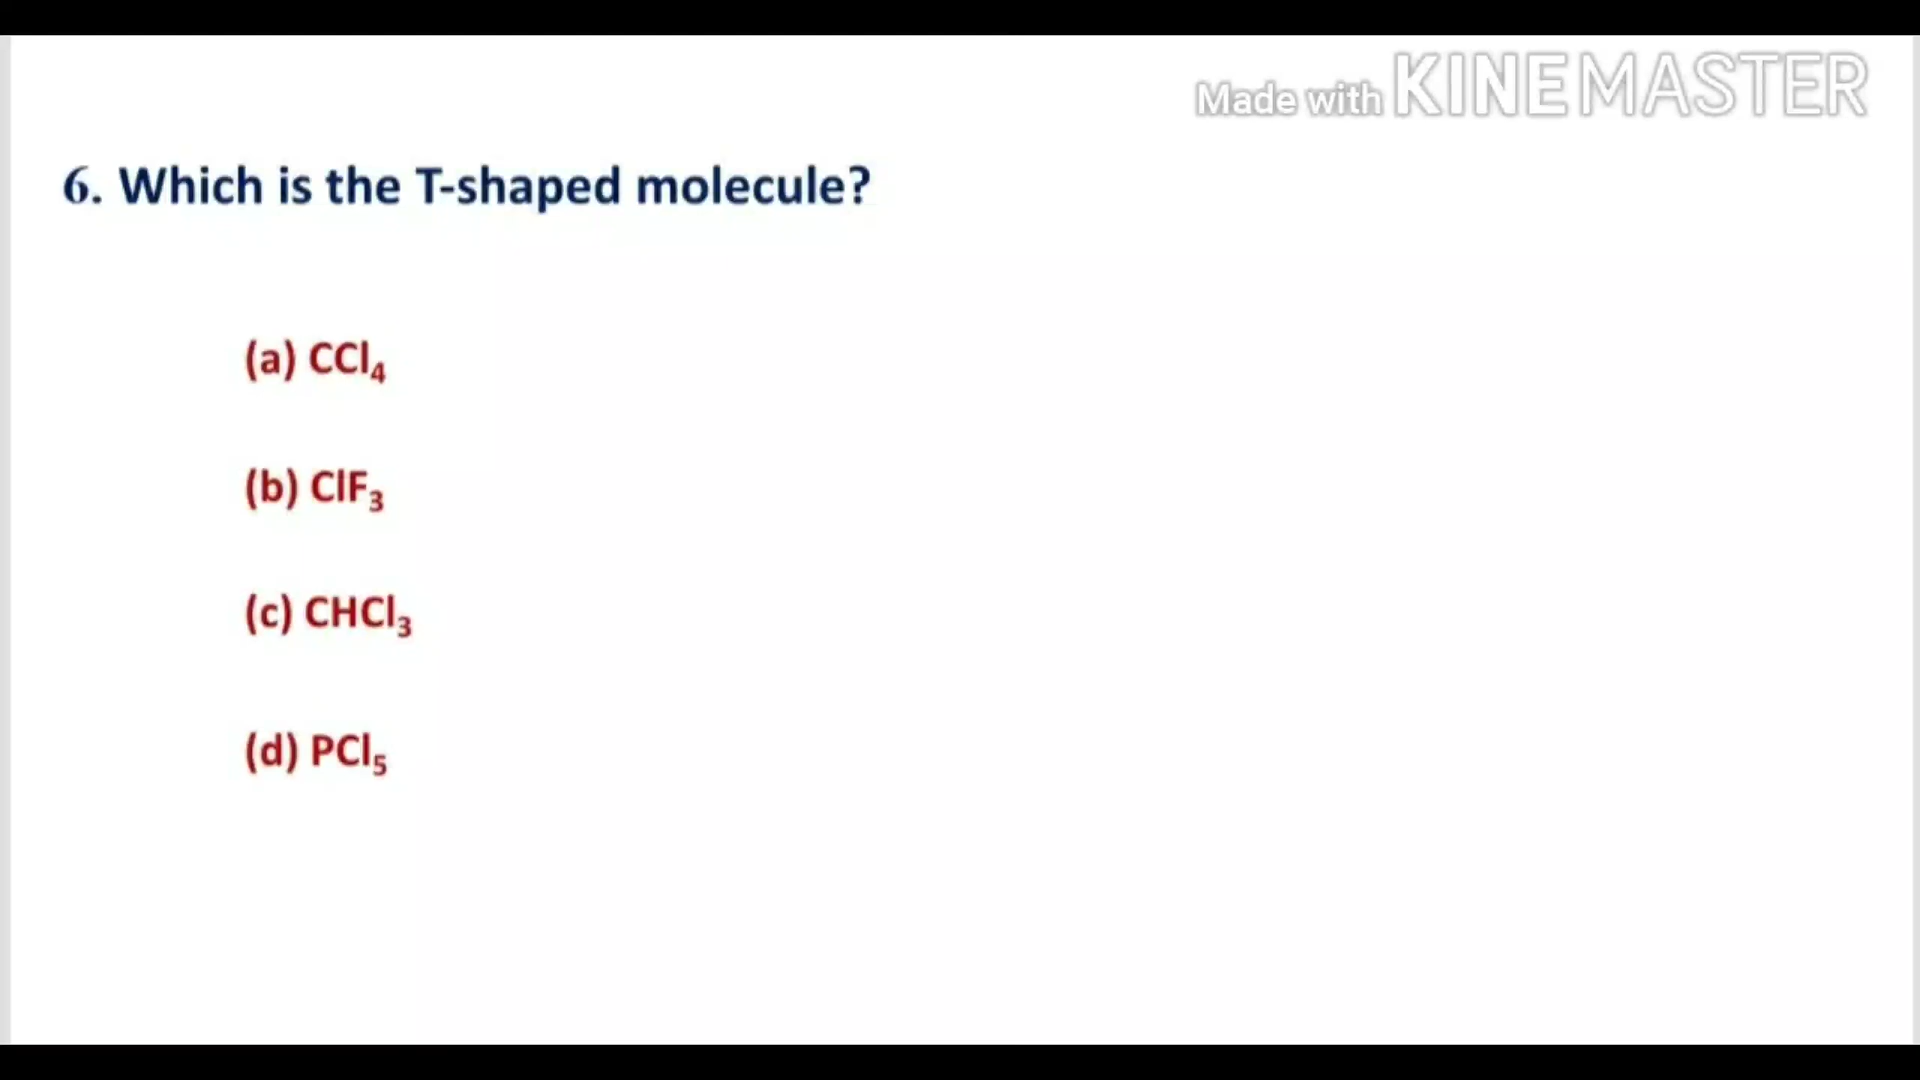 Made with KINEMASTER
6. Which is the T-shaped molecule?
(a) CCl₄
(b) ClF₃
(c) CHCl₃
(d) PCl₅